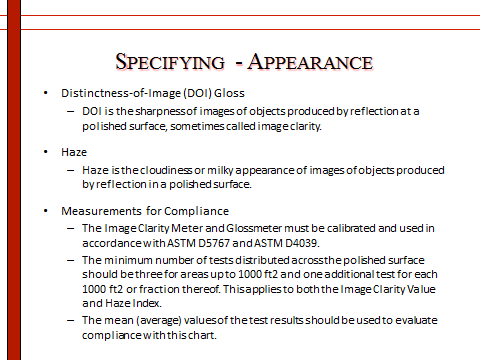 SPECIFYING - APPEARANCE
• Distinctness-of-Image (DOI) Gloss
– DOI is the sharpness of images of objects produced by reflection at a
polished surface, sometimes called image clarity.
• Haze
– Haze is the cloudiness or milky appearance of images of objects produced
by reflection in a polished surface.
• Measurements for Compliance
– The Image Clarity Meter and Glossmeter must be calibrated and used in
accordance with ASTM D5767 and ASTM D4039.
– The minimum number of tests distributed across the polished surface
should be three for areas up to 1000 ft2 and one additional test for each
1000 ft2 or fraction thereof. This applies to both the Image Clarity Value
and Haze Index.
– The mean (average) values of the test results should be used to evaluate
compliance with this chart.